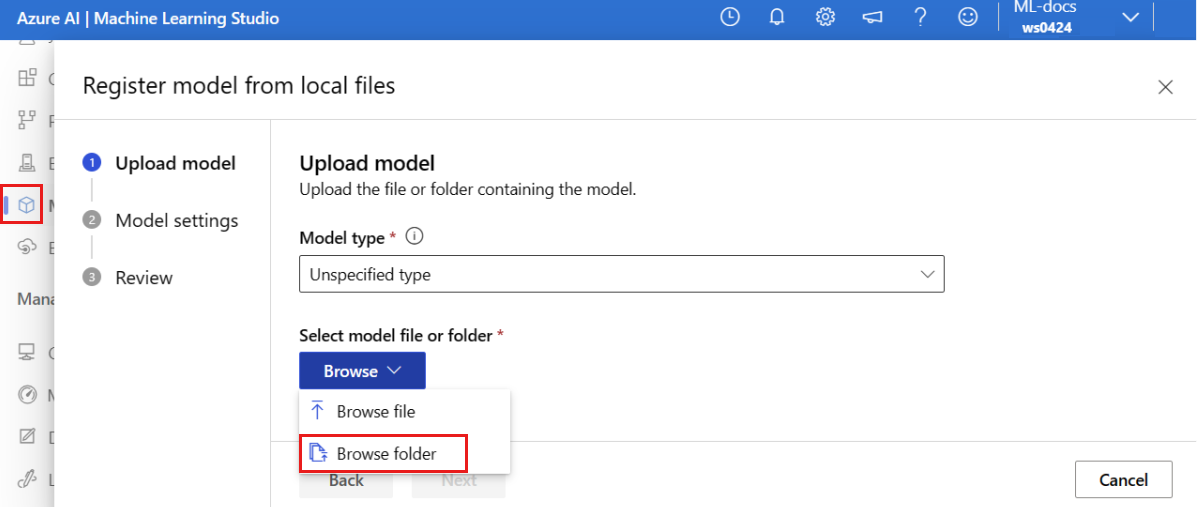 Azure AI | Machine Learning Studio
ML-docs
ws0424
Register model from local files
1 Upload model
2 Model settings
3 Review
Mana
Upload model
Upload the file or folder containing the model.
Model type *
Unspecified type
Select model file or folder *
Browse
Browse file
Browse folder
Back
Next
Cancel